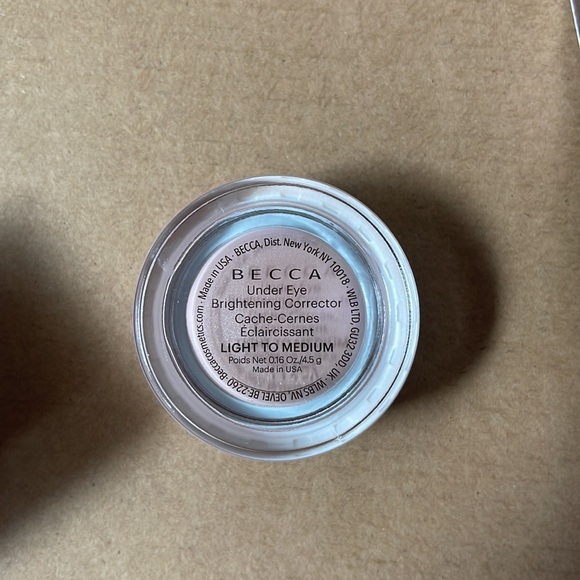 BECCA
Under Eye
Brightening Corrector
Cache-Cernes
Éclaircissant
LIGHT TO MEDIUM
Poids Net 0.16 Oz./4.5 g
Made in USA
Beccacosmetics.com · Made in USA · BECCA, Dist. New York NY 10018 · WLB LTD, GU32 3DD, UK · WLBS NV, OEVEL BE-2260 ·